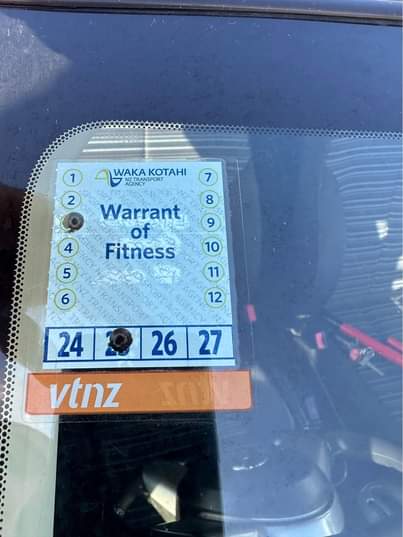 WAKA KOTAHI
NZ TRANSPORT
AGENCY
Warrant
of
Fitness
1
2
4
5
6
7
8
9
10
11
12
24 26 27
vtnz